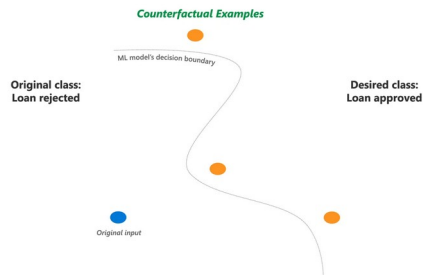 Counterfactual Examples
ML model's decision boundary
Original class:
Loan rejected
Desired class:
Loan approved
Original input